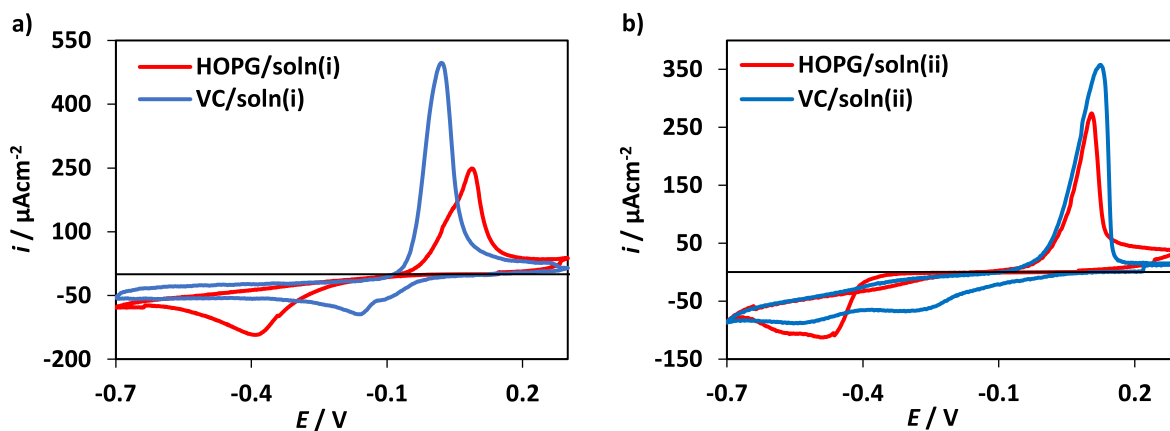 a)
550
400
250
100
-50
-200
i / µAcm-2
-0.7
-0.4
-0.1
0.2
E / V
HOPG/soln(i)
VC/soln(i)
b)
350
250
150
50
-50
-150
i / µAcm-2
-0.7
-0.4
-0.1
0.2
E / V
HOPG/soln(ii)
VC/soln(ii)